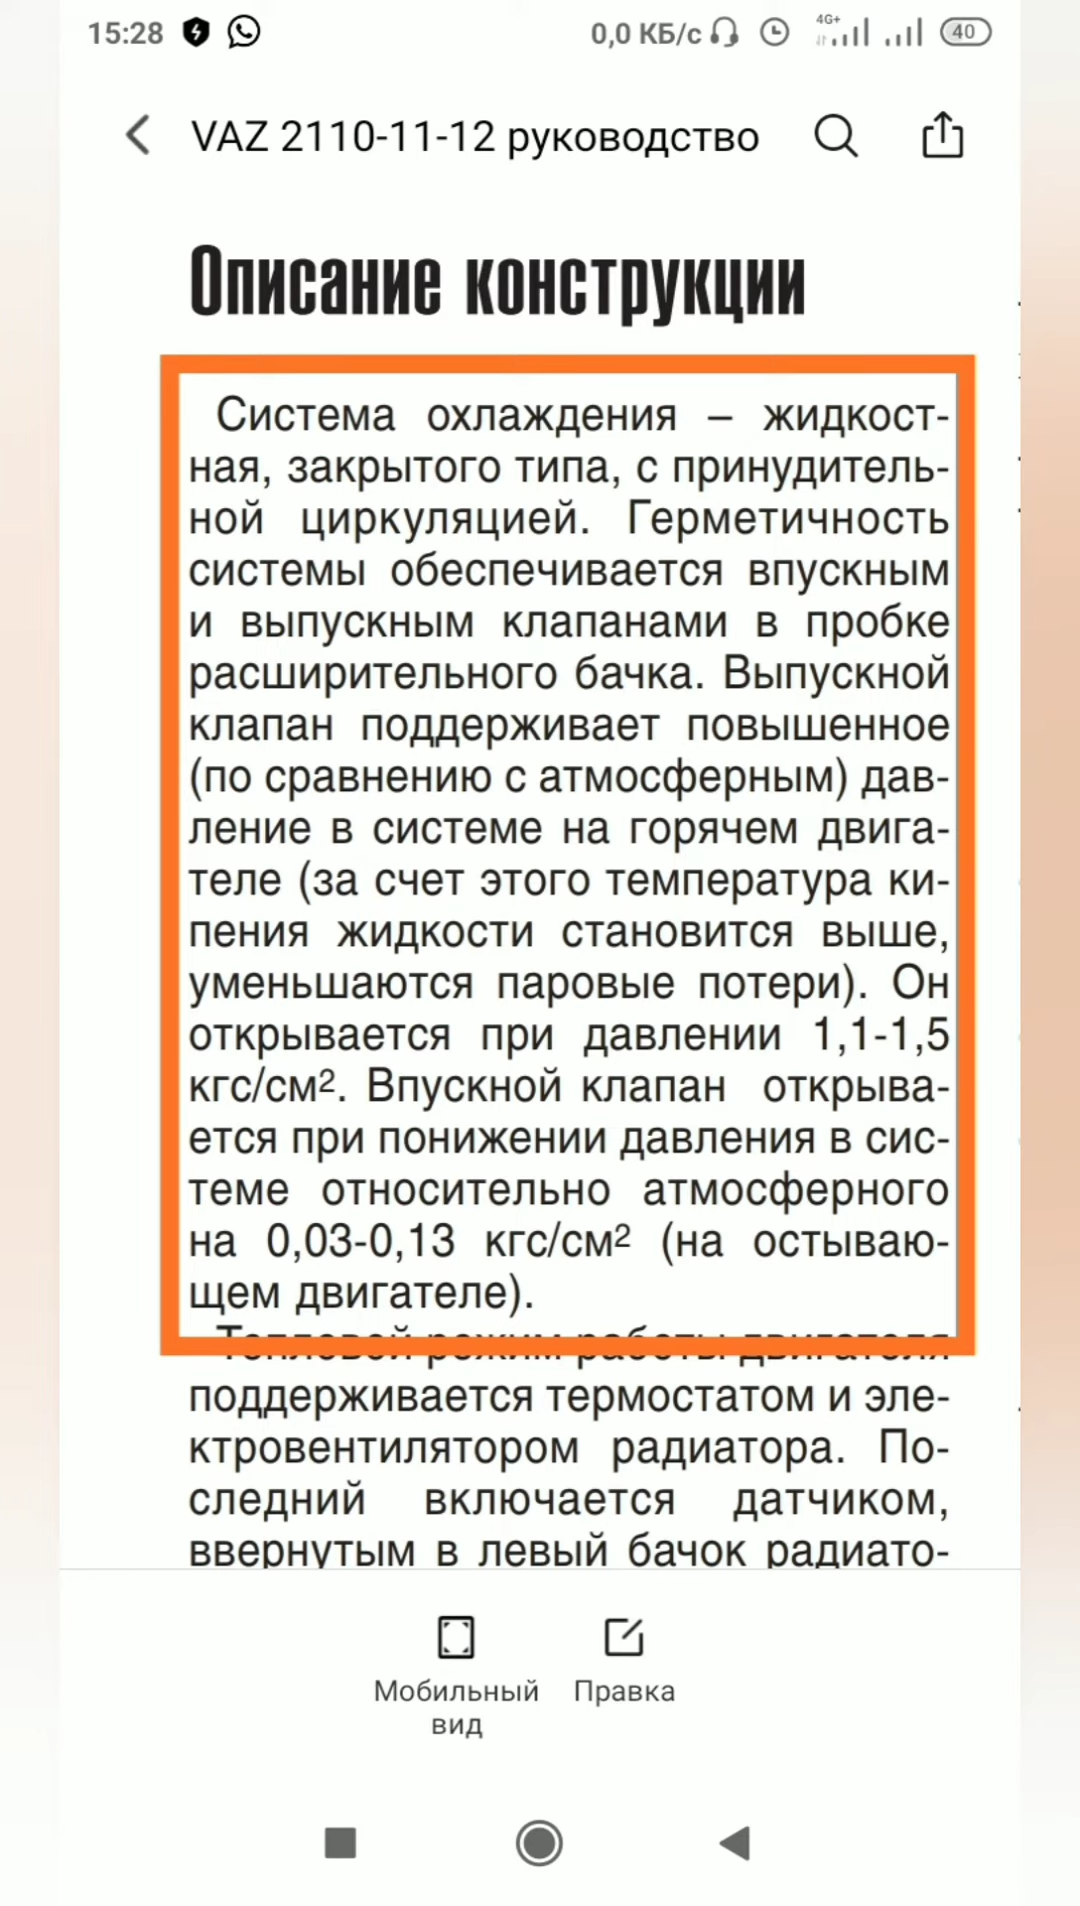 15:28 0,0 КБ/с 4G+ 40
VAZ 2110-11-12 руководство
Описание конструкции
Система охлаждения – жидкост-
ная, закрытого типа, с принудитель-
ной циркуляцией. Герметичность
системы обеспечивается впускным
и выпускным клапанами в пробке
расширительного бачка. Выпускной
клапан поддерживает повышенное
(по сравнению с атмосферным) дав-
ление в системе на горячем двига-
теле (за счет этого температура ки-
пения жидкости становится выше,
уменьшаются паровые потери). Он
открывается при давлении 1,1-1,5
кгс/см². Впускной клапан открыва-
ется при понижении давления в сис-
теме относительно атмосферного
на 0,03-0,13 кгс/см² (на остываю-
щем двигателе).
Тепловой режим работы двигателя
поддерживается термостатом и эле-
ктровентилятором радиатора. По-
следний включается датчиком,
ввернутым в левый бачок радиато-
Мобильный
вид
Правка